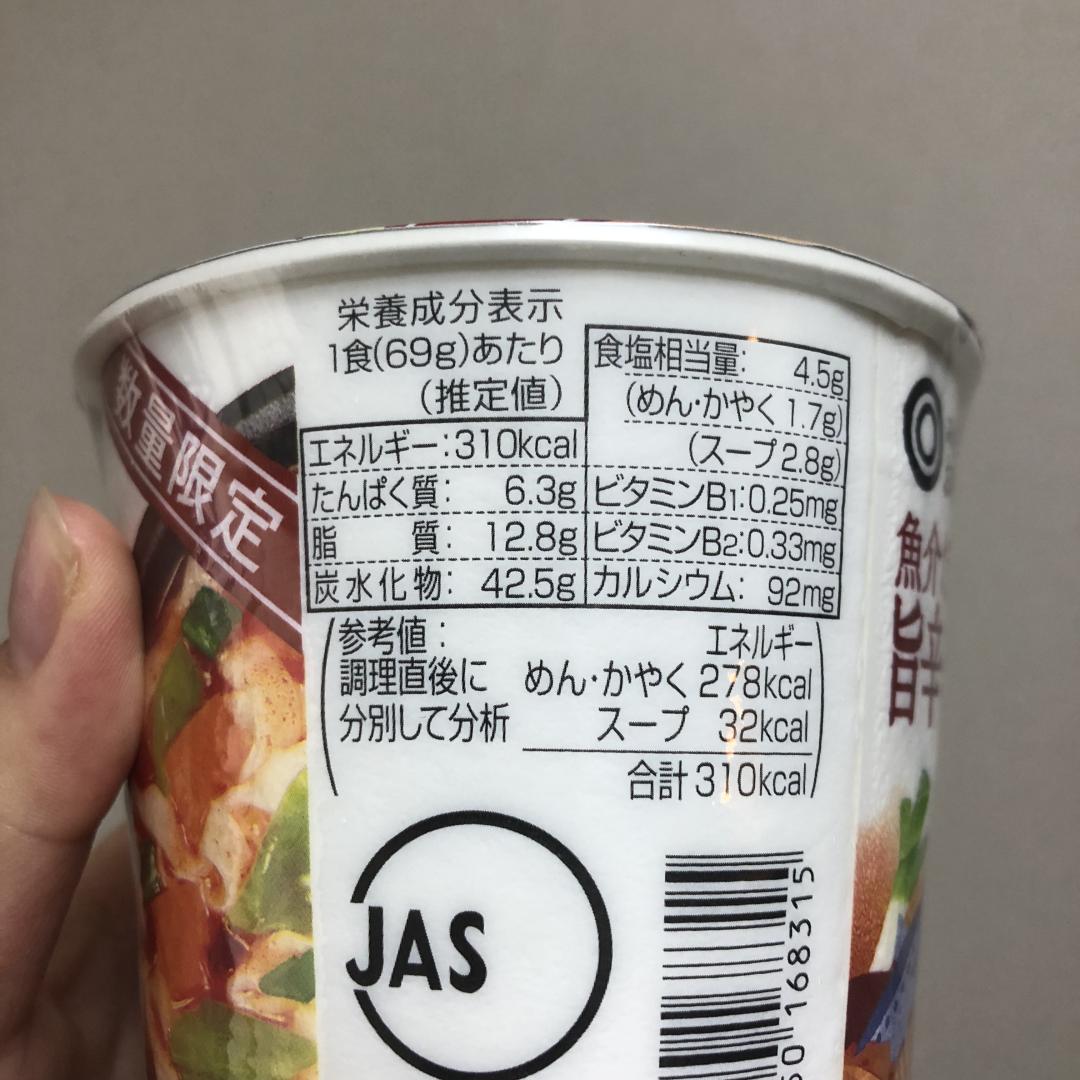 数量限定
栄養成分表示
1食(69g)あたり
(推定値)
エネルギー:310kcal
たんぱく質: 6.3g
脂質: 12.8g
炭水化物: 42.5g
食塩相当量: 4.5g
(めん・かやく 1.7g)
(スープ 2.8g)
ビタミンB1:0.25mg
ビタミンB2:0.33mg
カルシウム: 92mg
(参考値:
調理直後に
分別して分析
エネルギー
めん・かやく 278kcal
スープ 32kcal
合計 310kcal)
JAS
168315
魚介
旨辛